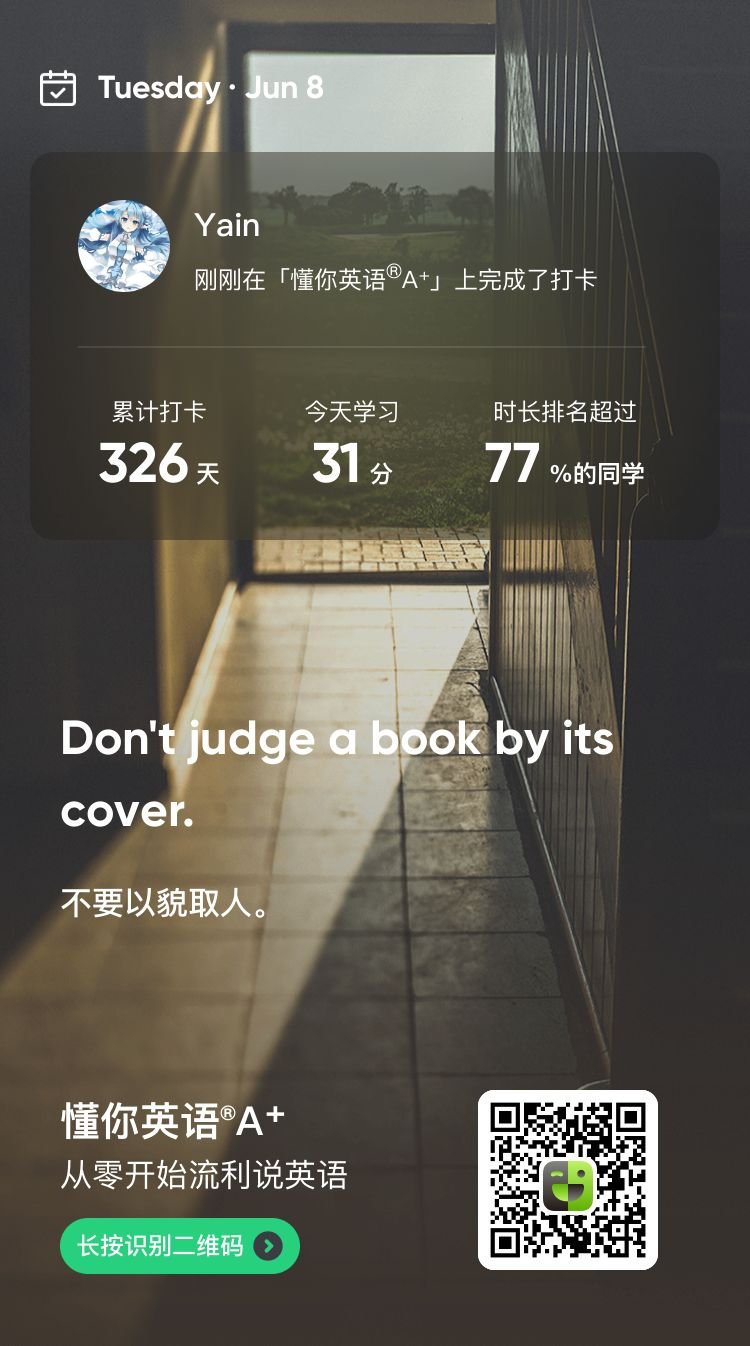 Tuesday · Jun 8
Yain
刚刚在「懂你英语®A⁺」上完成了打卡
累计打卡 今天学习 时长排名超过
326 天 31 分 77 %的同学
Don't judge a book by its
cover.
不要以貌取人。
懂你英语®A⁺
从零开始流利说英语
长按识别二维码